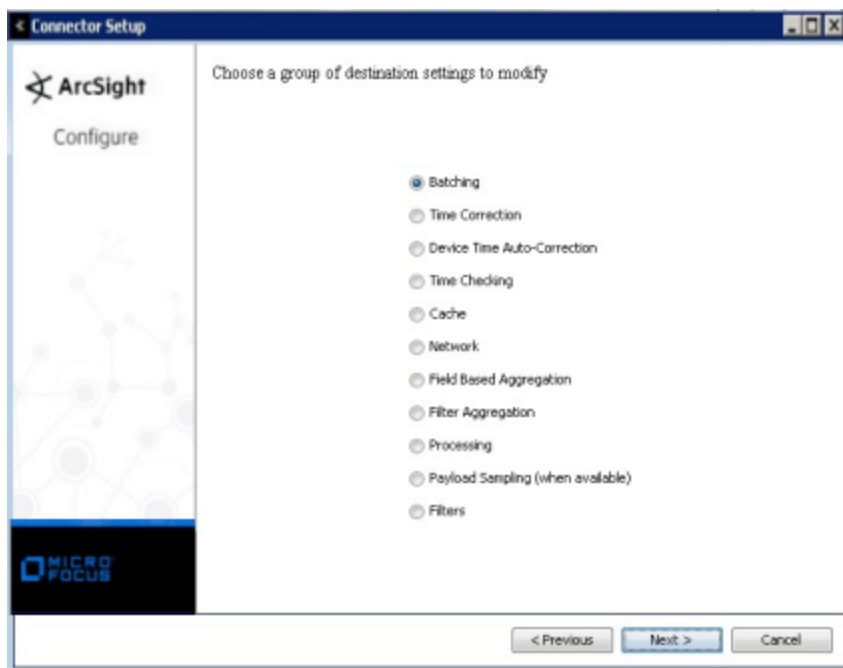 Connector Setup
ArcSight
Configure
Choose a group of destination settings to modify
Batching
Time Correction
Device Time Auto-Correction
Time Checking
Cache
Network
Field Based Aggregation
Filter Aggregation
Processing
Payload Sampling (when available)
Filters
MICRO
FOCUS
< Previous
Next >
Cancel